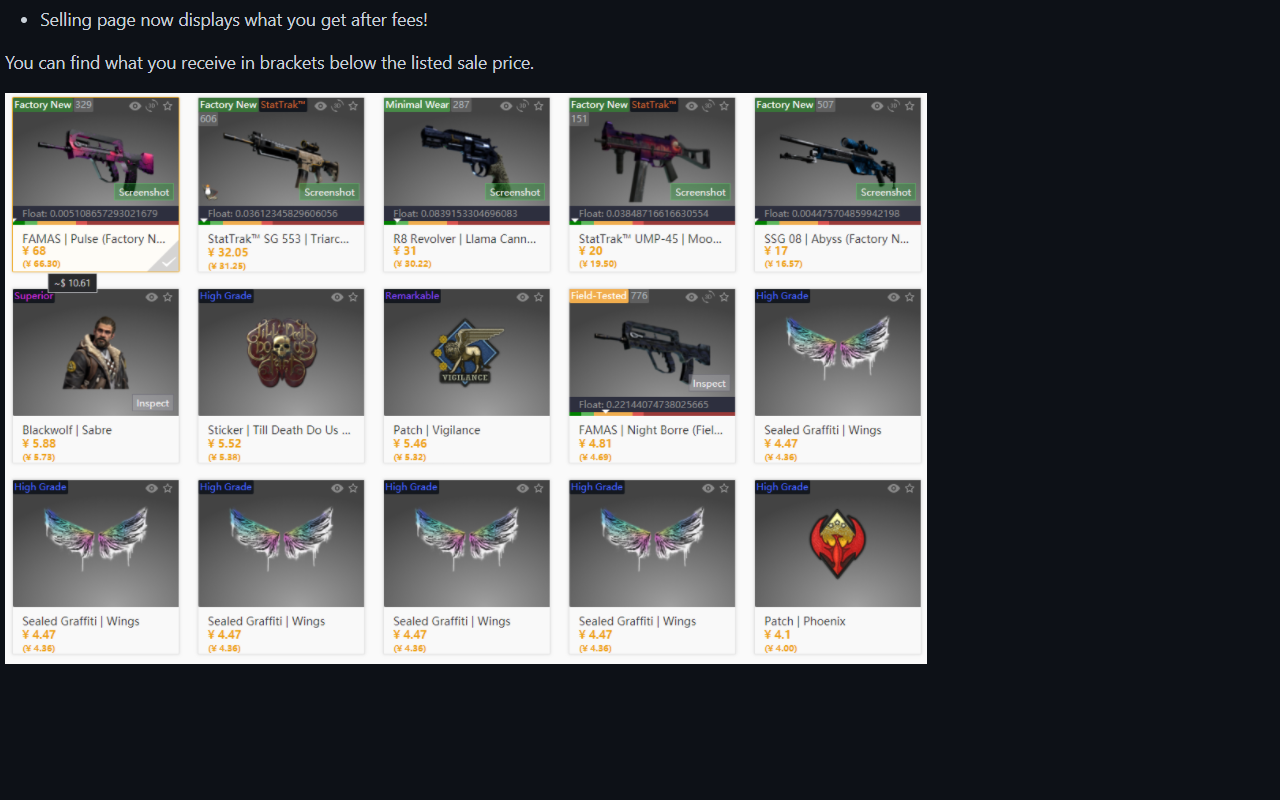 Selling page now displays what you get after fees!
You can find what you receive in brackets below the listed sale price.
Factory New 329
Screenshot
Float: 0.005108657293021679
FAMAS | Pulse (Factory N...
¥ 68
(¥ 66.30)
~$ 10.61
Factory New StatTrak™
606
Screenshot
Float: 0.03612345829606056
StatTrak™ SG 553 | Triarc...
¥ 32.05
(¥ 31.25)
Minimal Wear 287
Screenshot
Float: 0.0839153304696083
R8 Revolver | Llama Cann...
¥ 31
(¥ 30.22)
Factory New StatTrak™
151
Screenshot
Float: 0.03848716616630554
StatTrak™ UMP-45 | Moo...
¥ 20
(¥ 19.50)
Factory New 507
Screenshot
Float: 0.004475704859942198
SSG 08 | Abyss (Factory N...
¥ 17
(¥ 16.57)
Superior
Inspect
Blackwolf | Sabre
¥ 5.88
(¥ 5.73)
High Grade
Sticker | Till Death Do Us ...
¥ 5.52
(¥ 5.38)
Remarkable
VIGILANCE
Patch | Vigilance
¥ 5.46
(¥ 5.32)
Field-Tested 776
Inspect
Float: 0.22144074738025665
FAMAS | Night Borre (Fiel...
¥ 4.81
(¥ 4.69)
High Grade
Sealed Graffiti | Wings
¥ 4.47
(¥ 4.36)
High Grade
Sealed Graffiti | Wings
¥ 4.47
(¥ 4.36)
High Grade
Sealed Graffiti | Wings
¥ 4.47
(¥ 4.36)
High Grade
Sealed Graffiti | Wings
¥ 4.47
(¥ 4.36)
High Grade
Sealed Graffiti | Wings
¥ 4.47
(¥ 4.36)
High Grade
Patch | Phoenix
¥ 4.1
(¥ 4.00)